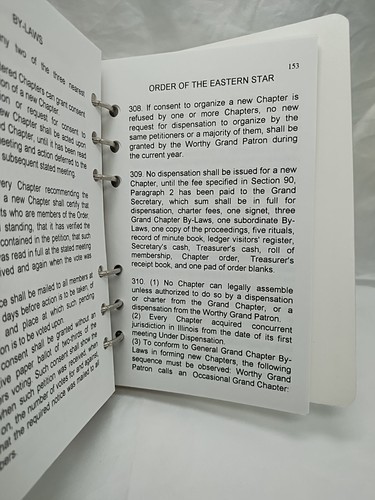 BY-LAWS
ny two of the three nearest
ered Chapters can grant consent
on of a new Chapter.
on or request for consent to
ew Chapter shall be acted upon
d Chapter, until it has been read
meeting and action deferred to the
subsequent stated meeting.
very Chapter recommending the
a new Chapter shall certify that
ts who are members of the Order,
standing, that it has verified the
contained in the petition, that such
was read in full at the stated meeting
ived and again when the vote was
ce shall be mailed to all members at
days before action is to be taken, of
and place at which such pending
on is to be voted upon.
consent shall be granted without an
ive paper ballot of two-thirds of the
ers voting. Such consent shall show the
when such petition was received, when
on, the number of votes for and against,
that the required notice was mailed to all
bers.
153
ORDER OF THE EASTERN STAR
308. If consent to organize a new Chapter is
refused by one or more Chapters, no new
request for dispensation to organize by the
same petitioners or a majority of them, shall be
granted by the Worthy Grand Patron during
the current year.
309. No dispensation shall be issued for a new
Chapter, until the fee specified in Section 90,
Paragraph 2 has been paid to the Grand
Secretary, which sum shall be in full for
dispensation, charter fees, one signet, three
Grand Chapter By-Laws, one subordinate By-
Laws, one copy of the proceedings, five rituals,
record of minute book, ledger visitors' register,
Secretary's cash, Treasurer's cash, roll of
membership, Chapter order, Treasurer's
receipt book, and one pad of order blanks.
310. (1) No Chapter can legally assemble
unless authorized to do so by a dispensation
or charter from the Grand Chapter, or a
dispensation from the Worthy Grand Patron.
(2) Every Chapter acquired concurrent
jurisdiction in Illinois from the date of its first
meeting Under Dispensation.
(3) To conform to General Grand Chapter By-
Laws in forming new Chapters, the following
sequence must be observed: Worthy Grand
Patron calls an Occasional Grand Chapter: